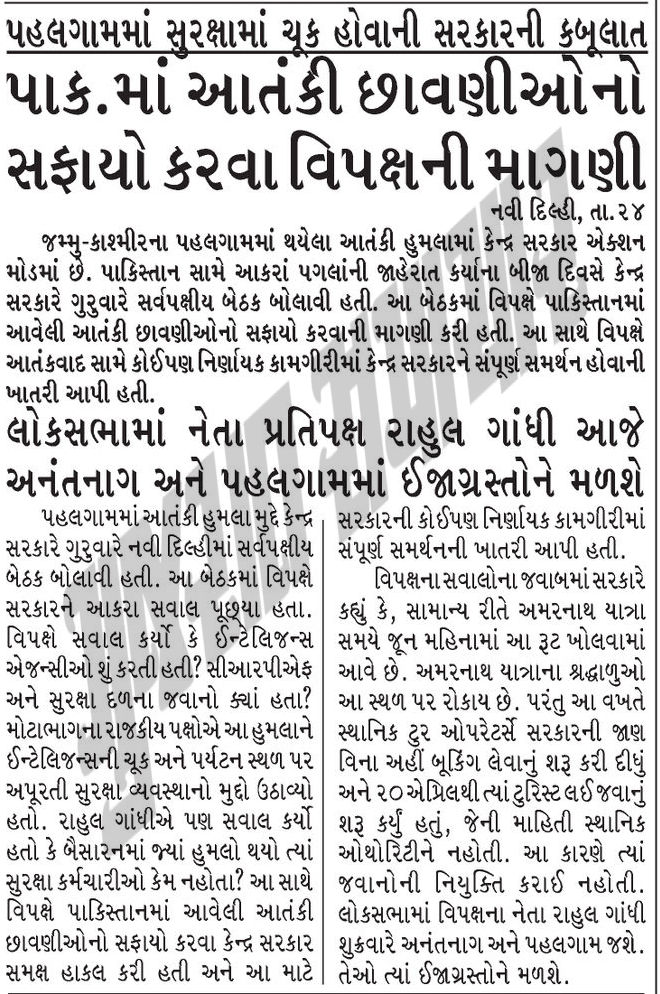 પહલગામમાં સુરક્ષામાં ચૂક હોવાની સરકારની કબૂલાત
પાક.માં આતંકી છાવણીઓનો
સફાયો કરવા વિપક્ષની માગણી
નવી દિલ્હી, તા.૨૪
જમ્મુ-કાશ્મીરના પહલગામમાં થયેલા આતંકી હુમલામાં કેન્દ્ર સરકાર એક્શન
મોડમાં છે. પાકિસ્તાન સામે આકરાં પગલાંની જાહેરાત કર્યાના બીજા દિવસે કેન્દ્ર
સરકારે ગુરુવારે સર્વપક્ષીય બેઠક બોલાવી હતી. આ બેઠકમાં વિપક્ષે પાકિસ્તાનમાં
આવેલી આતંકી છાવણીઓનો સફાયો કરવાની માગણી કરી હતી. આ સાથે વિપક્ષે
આતંકવાદ સામે કોઈપણ નિર્ણાયક કામગીરીમાં કેન્દ્ર સરકારને સંપૂર્ણ સમર્થન હોવાની
ખાતરી આપી હતી.
લોકસભામાં નેતા પ્રતિપક્ષ રાહુલ ગાંધી આજે
અનંતનાગ અને પહલગામમાં ઈજાગ્રસ્તોને મળશે
પહલગામમાં આતંકી હુમલા મુદ્દે કેન્દ્ર
સરકારે ગુરુવારે નવી દિલ્હીમાં સર્વપક્ષીય
બેઠક બોલાવી હતી. આ બેઠકમાં વિપક્ષે
સરકારને આકરા સવાલ પૂછ્યા હતા.
વિપક્ષે સવાલ કર્યો કે ઈન્ટેલિજન્સ
એજન્સીઓ શું કરતી હતી? સીઆરપીએફ
અને સુરક્ષા દળના જવાનો ક્યાં હતા?
મોટાભાગના રાજકીય પક્ષોએ આ હુમલાને
ઈન્ટેલિજન્સની ચૂક અને પર્યટન સ્થળ પર
અપૂરતી સુરક્ષા વ્યવસ્થાનો મુદ્દો ઉઠાવ્યો
હતો. રાહુલ ગાંધીએ પણ સવાલ કર્યો
હતો કે બૈસારનમાં જ્યાં હુમલો થયો ત્યાં
સુરક્ષા કર્મચારીઓ કેમ નહોતા? આ સાથે
વિપક્ષે પાકિસ્તાનમાં આવેલી આતંકી
છાવણીઓનો સફાયો કરવા કેન્દ્ર સરકાર
સમક્ષ હાકલ કરી હતી અને આ માટે
સરકારની કોઈપણ નિર્ણાયક કામગીરીમાં
સંપૂર્ણ સમર્થનની ખાતરી આપી હતી.
વિપક્ષના સવાલોના જવાબમાં સરકારે
કહ્યું કે, સામાન્ય રીતે અમરનાથ યાત્રા
સમયે જૂન મહિનામાં આ રૂટ ખોલવામાં
આવે છે. અમરનાથ યાત્રાના શ્રદ્ધાળુઓ
આ સ્થળ પર રોકાય છે. પરંતુ આ વખતે
સ્થાનિક ટુર ઓપરેટર્સે સરકારની જાણ
વિના અહીં બૂકિંગ લેવાનું શરૂ કરી દીધું
અને ૨૦ એપ્રિલથી ત્યાં ટુરિસ્ટ લઈ જવાનું
શરૂ કર્યું હતું, જેની માહિતી સ્થાનિક
ઓથોરિટીને નહોતી. આ કારણે ત્યાં
જવાનોની નિયુક્તિ કરાઈ નહોતી.
લોકસભામાં વિપક્ષના નેતા રાહુલ ગાંધી
શુક્રવારે અનંતનાગ અને પહલગામ જશે.
તેઓ ત્યાં ઈજાગ્રસ્તોને મળશે.
ગુજરાત સમાચાર